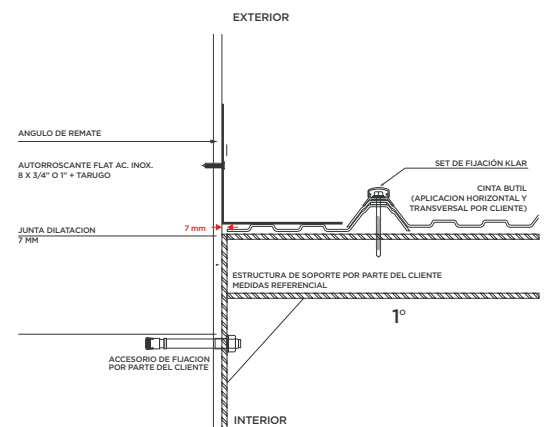 EXTERIOR
ANGULO DE REMATE
AUTORROSCANTE FLAT AC. INOX.
8 X 3/4" O 1" + TARUGO
SET DE FIJACIÓN KLAR
CINTA BUTIL
(APLICACION HORIZONTAL Y
TRANSVERSAL POR CLIENTE)
JUNTA DILATACION
7 MM
7 mm
ESTRUCTURA DE SOPORTE POR PARTE DEL CLIENTE
MEDIDAS REFERENCIAL
1°
ACCESORIO DE FIJACION
POR PARTE DEL CLIENTE
INTERIOR